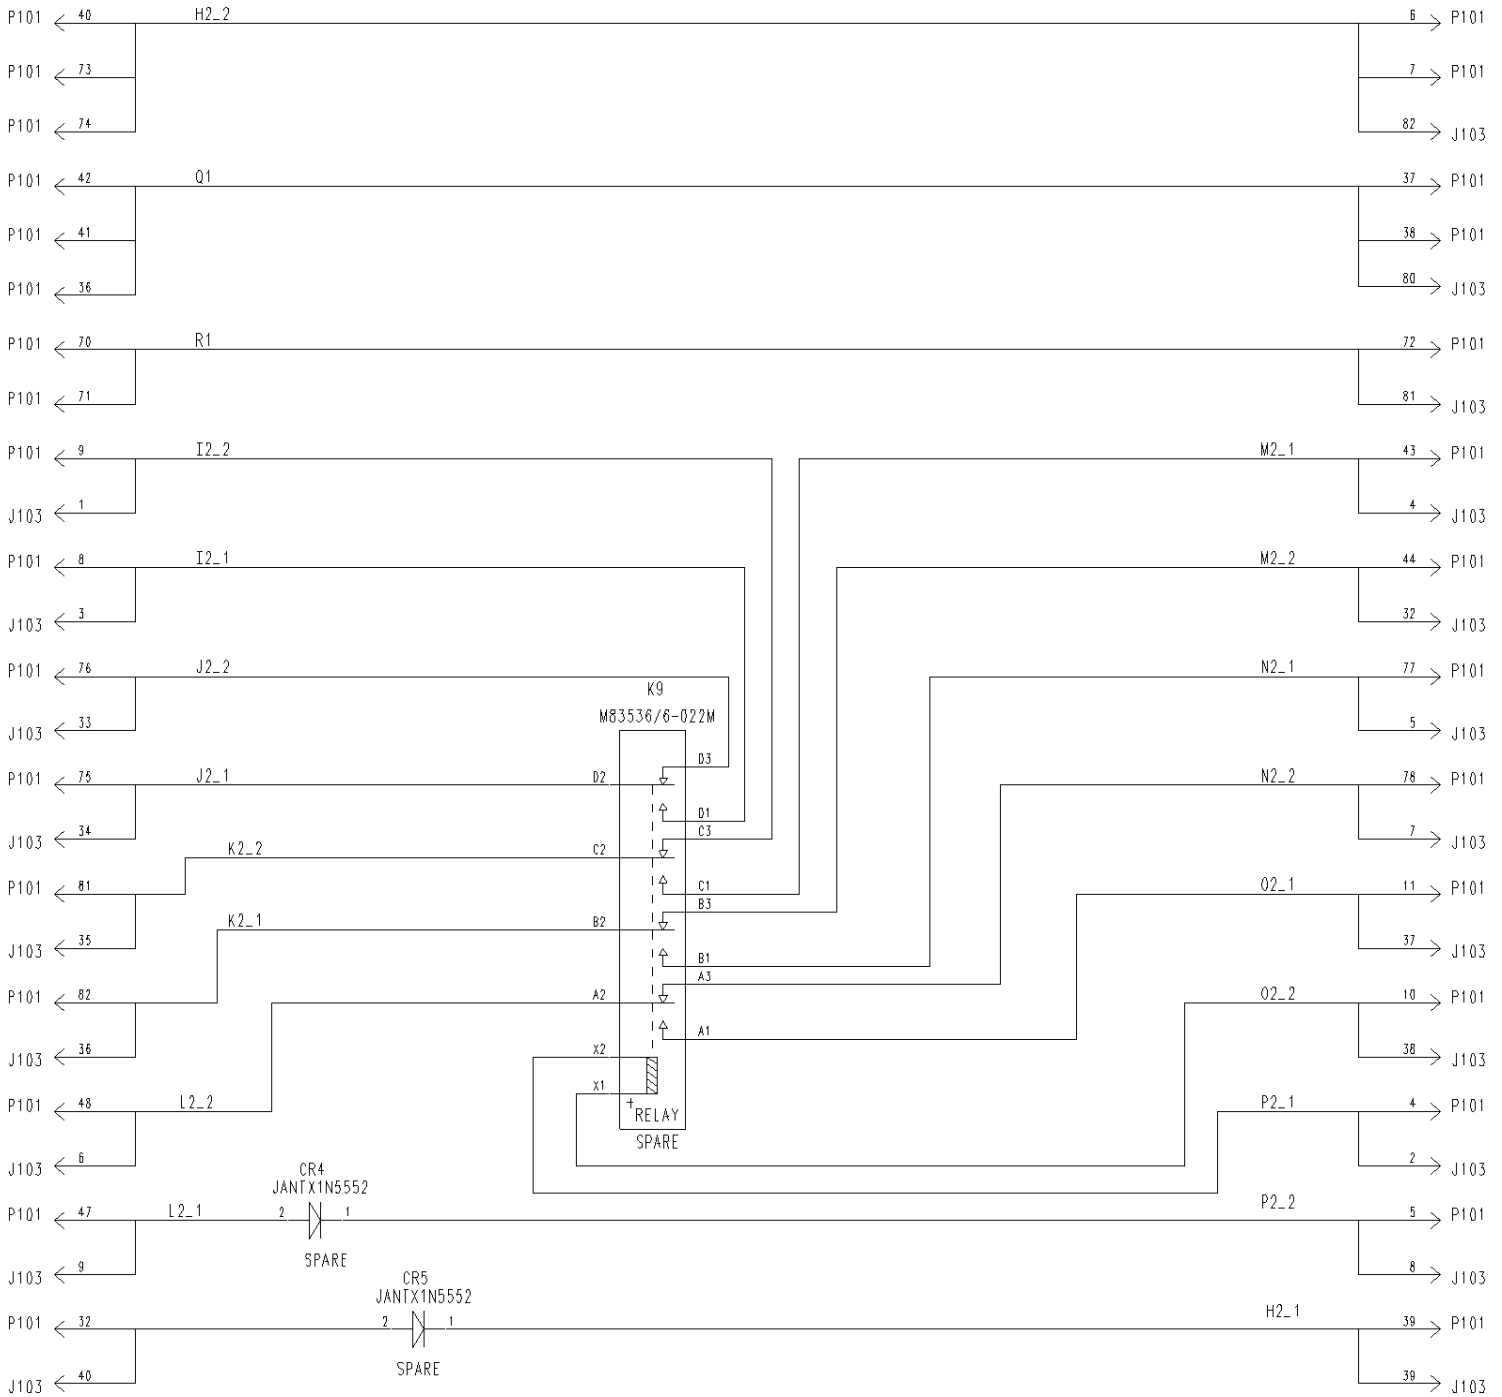 P101 40 H2_2 6 P101
P101 73 7 P101
P101 74 82 J103
P101 42 Q1 37 P101
P101 41 38 P101
P101 36 80 J103
P101 70 R1 72 P101
P101 71 81 J103
P101 9 I2_2 M2_1 43 P101
J103 1 4 J103
P101 8 I2_1 M2_2 44 P101
J103 3 32 J103
P101 76 J2_2 N2_1 77 P101
K9
M83536/6-022M
J103 33 5 J103
D3
P101 75 J2_1 D2 N2_2 78 P101
D1
J103 34 C3 7 J103
K2_2 C2
P101 81 C1 O2_1 11 P101
B3
K2_1 B2
J103 35 37 J103
B1
A3
P101 82 A2 O2_2 10 P101
A1
J103 36 X2 38 J103
X1
P101 48 L2_2 + P2_1 4 P101
RELAY
SPARE
J103 6 2 J103
CR4
JANTX1N5552
P101 47 L2_1 2 1 P2_2 5 P101
SPARE
J103 9 8 J103
CR5
JANTX1N5552
P101 32 2 1 H2_1 39 P101
SPARE
J103 40 39 J103